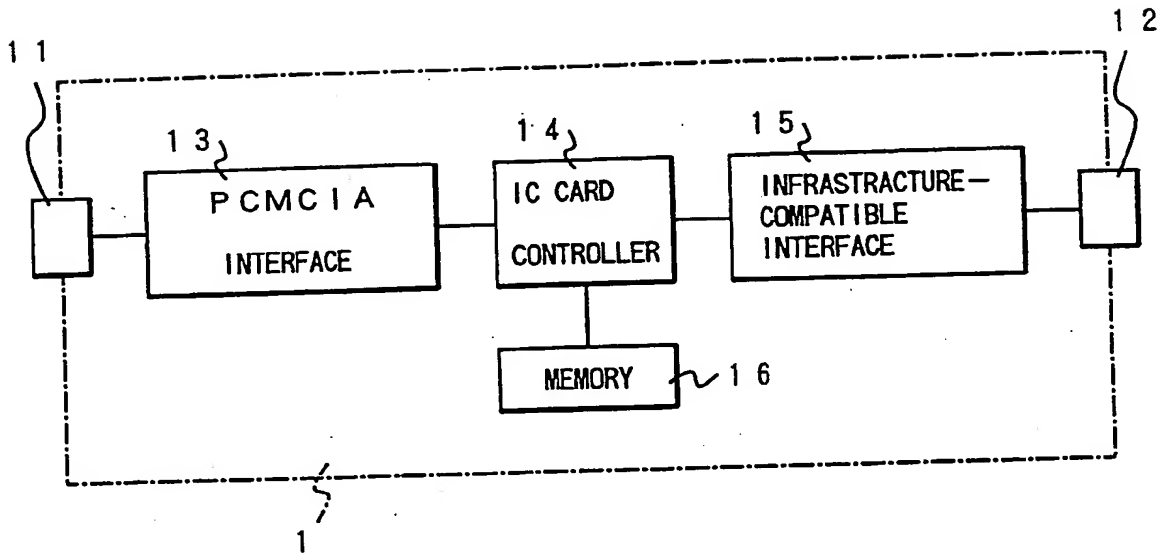 11
12
13
PCMCIA
INTERFACE
14
IC CARD
CONTROLLER
15
INFRASTRACTURE-
COMPATIBLE
INTERFACE
MEMORY
16
1